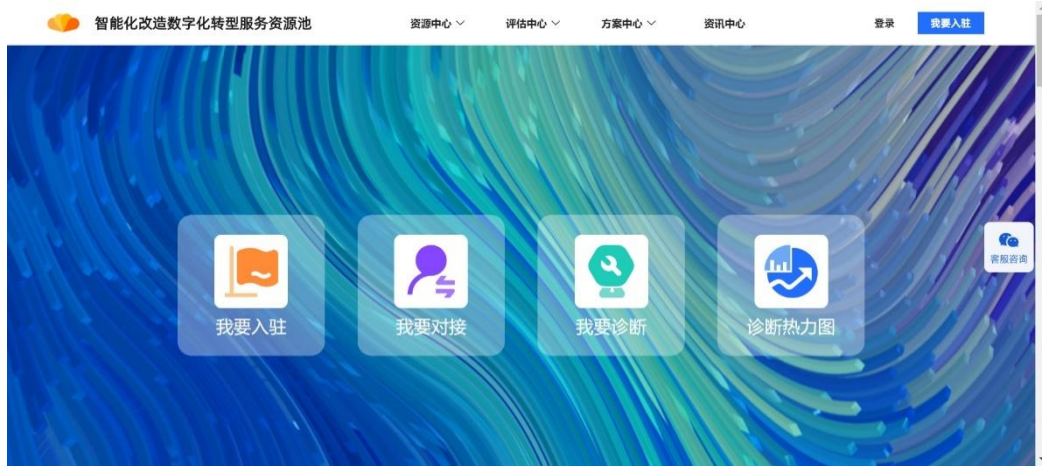 智能化改造数字化转型服务资源池
资源中心
评估中心
方案中心
资讯中心
登录
我要入驻
客服咨询
我要入驻
我要对接
我要诊断
诊断热力图